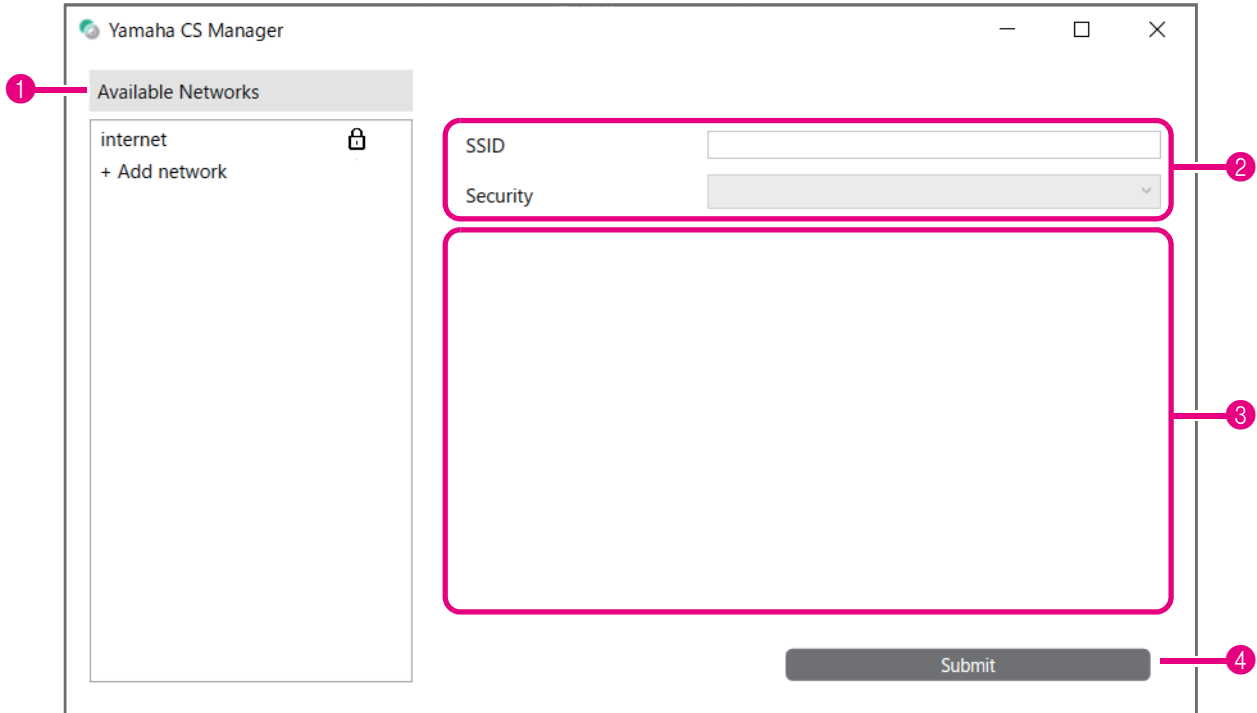 Yamaha CS Manager
1
Available Networks
internet
+ Add network
SSID
Security
2
3
Submit
4